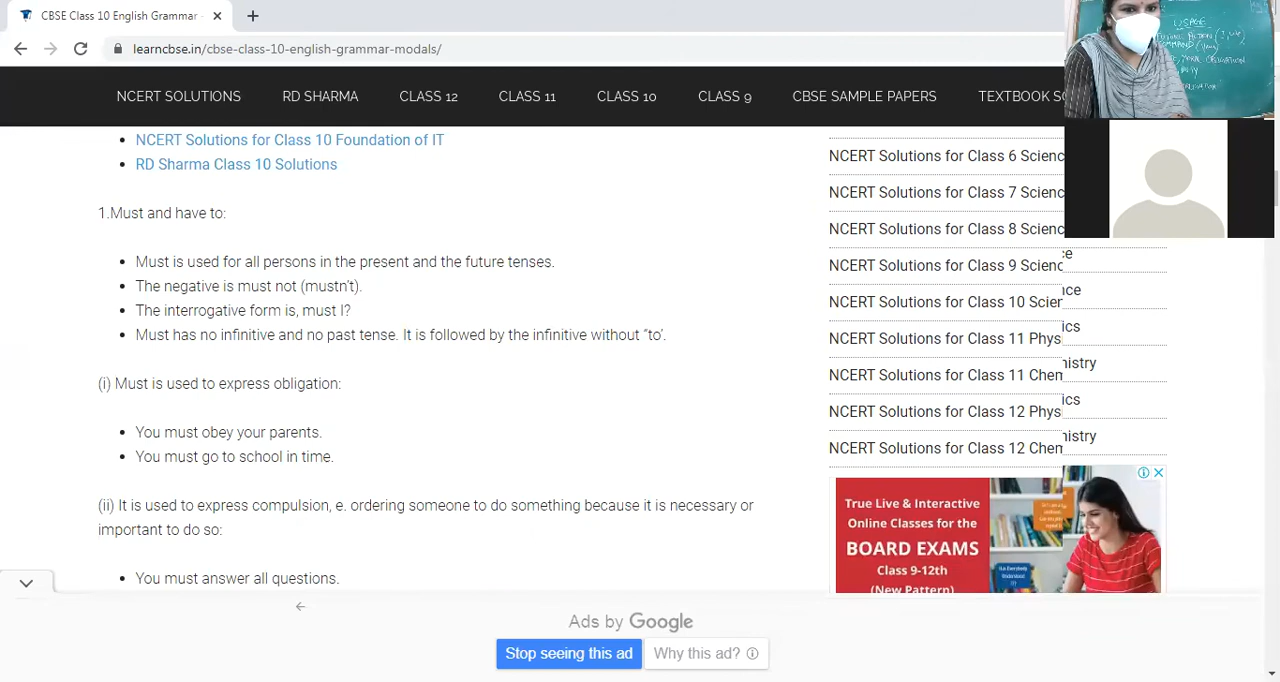 CBSE Class 10 English Grammar
learncbse.in/cbse-class-10-english-grammar-modals/
NCERT SOLUTIONS RD SHARMA CLASS 12 CLASS 11 CLASS 10 CLASS 9 CBSE SAMPLE PAPERS TEXTBOOK
NCERT Solutions for Class 10 Foundation of IT
RD Sharma Class 10 Solutions
1.Must and have to:
Must is used for all persons in the present and the future tenses.
The negative is must not (mustn't).
The interrogative form is, must I?
Must has no infinitive and no past tense. It is followed by the infinitive without “to’.
(i) Must is used to express obligation:
You must obey your parents.
You must go to school in time.
(ii) It is used to express compulsion, e ordering someone to do something because it is necessary or
important to do so:
You must answer all questions.
NCERT Solutions for Class 6 Scienc
NCERT Solutions for Class 7 Scienc
NCERT Solutions for Class 8 Scienc
NCERT Solutions for Class 9 Scienc
NCERT Solutions for Class 10 Scien
NCERT Solutions for Class 11 Phys
NCERT Solutions for Class 11 Chem
NCERT Solutions for Class 12 Phys
NCERT Solutions for Class 12 Chem
USAGE
True Live & Interactive
Online Classes for the
BOARD EXAMS
Class 9-12th
(New Pattern)
Ads by Google
Stop seeing this ad
Why this ad?